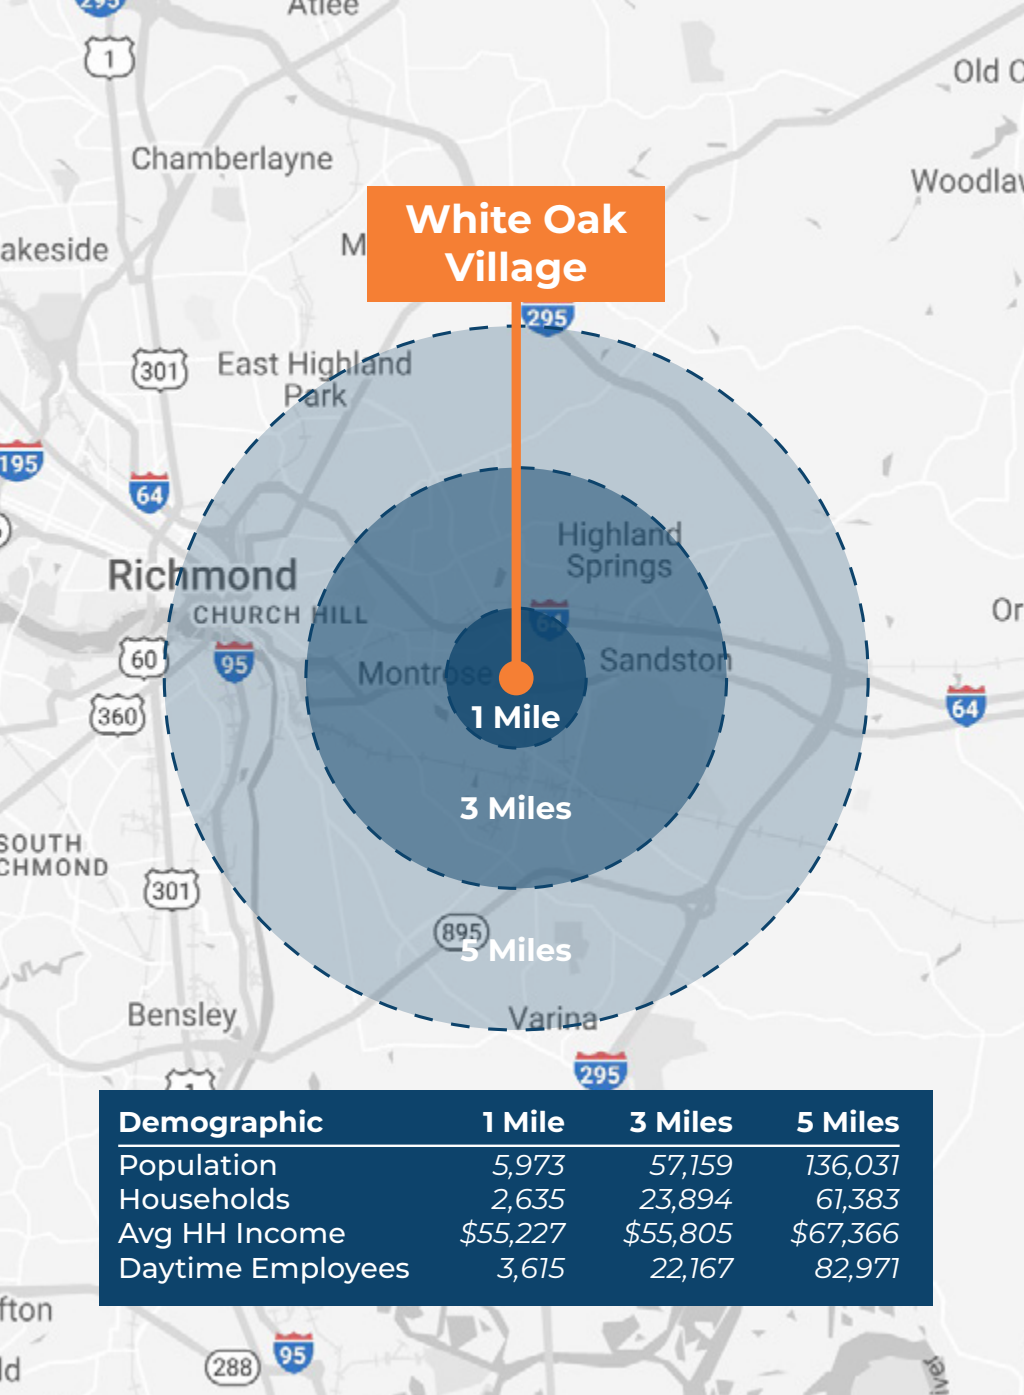 295
Atlee
1
Old C
Chamberlayne
Woodlaw
White Oak
Village
akeside
M
295
301
East Highland
Park
195
64
Highland
Springs
Richmond
CHURCH HILL
Or
64
60
95
Montrose
Sandston
360
64
1 Mile
3 Miles
SOUTH
CHMOND
301
895
5 Miles
Bensley
Varina
295
1
Demographic 1 Mile 3 Miles 5 Miles
Population 5,973 57,159 136,031
Households 2,635 23,894 61,383
Avg HH Income $55,227 $55,805 $67,366
Daytime Employees 3,615 22,167 82,971
fton
95
288
ld
ver